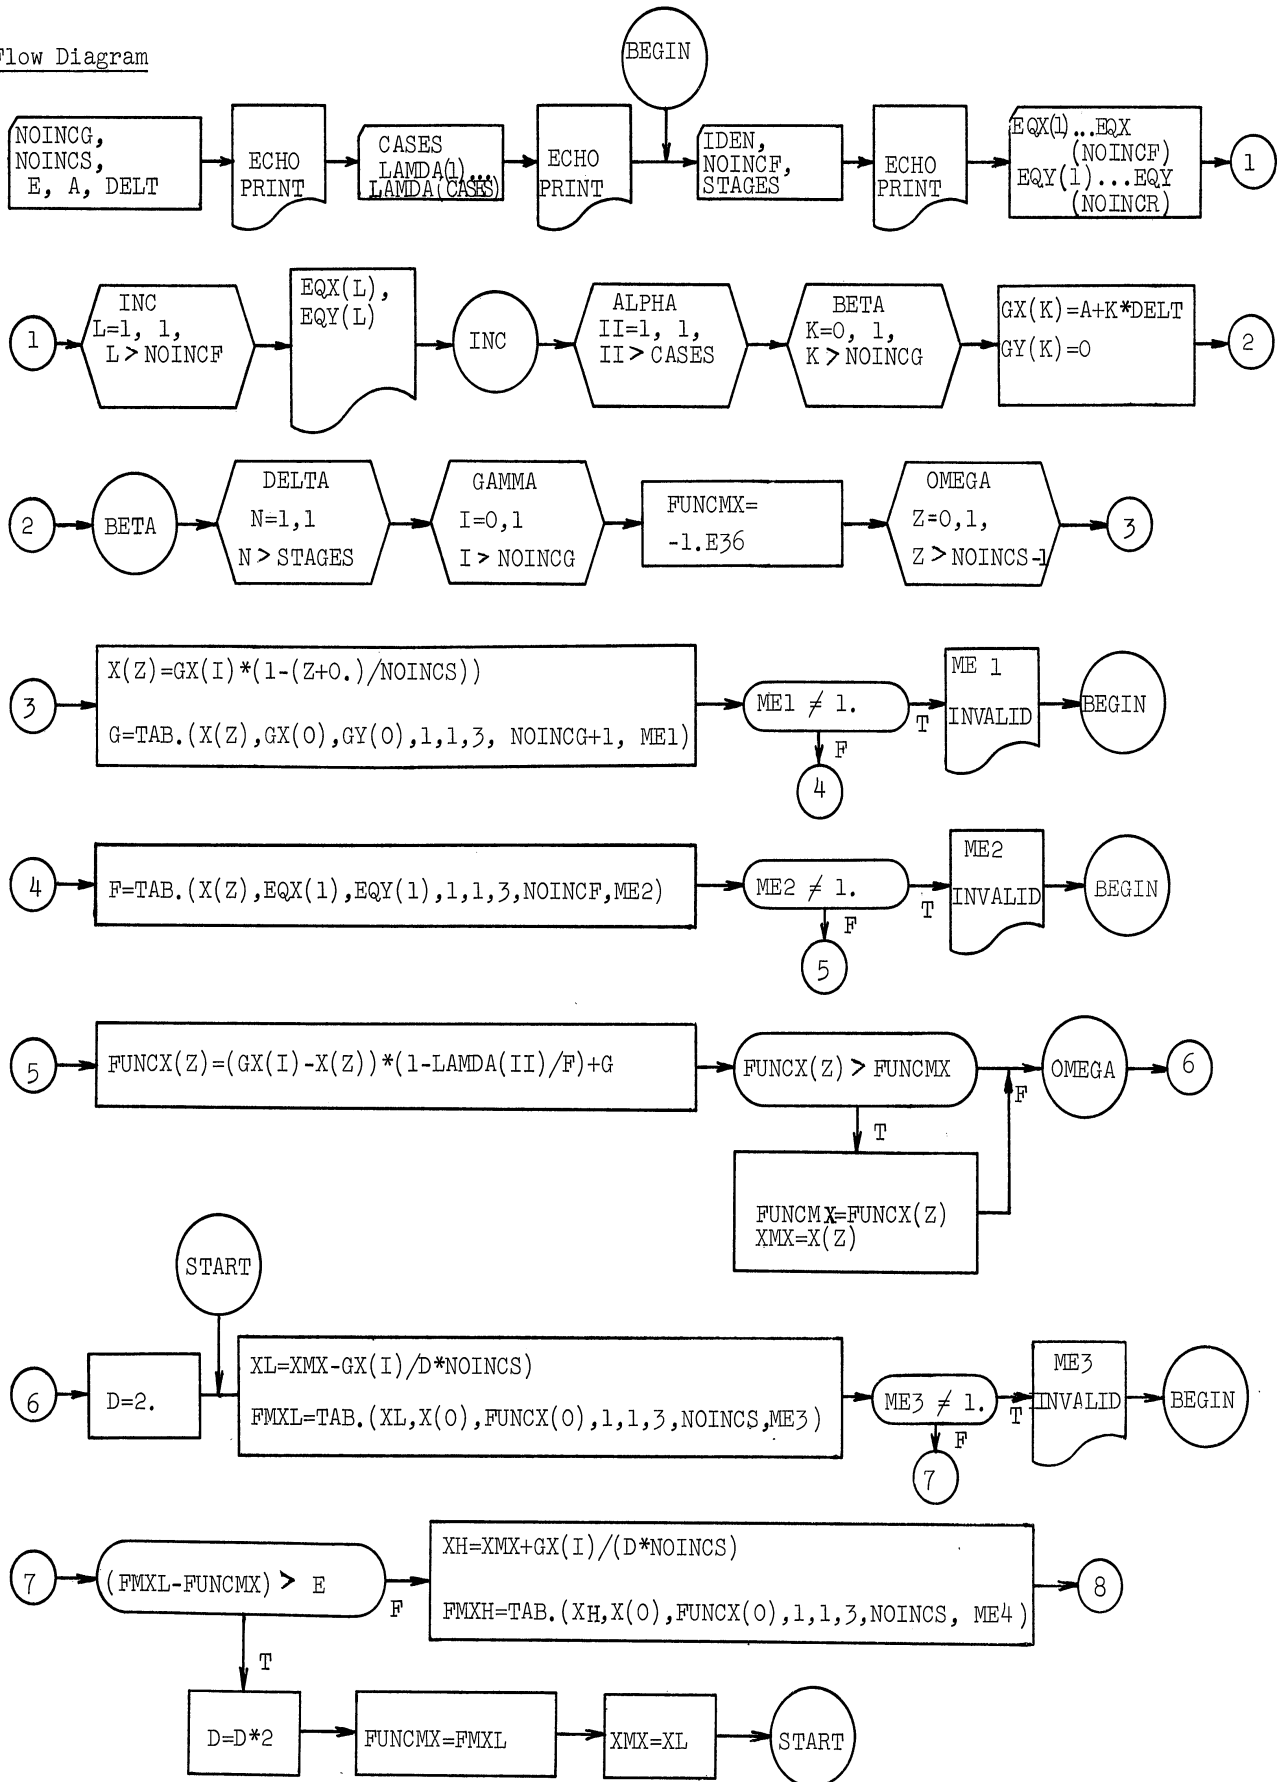 Flow Diagram
BEGIN
NOINCG,
NOINCS,
E, A, DELT
ECHO
PRINT
CASES
LAMDA(1),...
LAMDA(CASES)
ECHO
PRINT
IDEN,
NOINCF,
STAGES
ECHO
PRINT
EQX(1)...EQX
(NOINCF)
EQY(1)...EQY
(NOINCR)
1
1
INC
L=1, 1,
L > NOINCF
EQX(L),
EQY(L)
INC
ALPHA
II=1, 1,
II > CASES
BETA
K=0, 1,
K > NOINCG
GX(K)=A+K*DELT
GY(K)=0
2
2
BETA
DELTA
N=1,1
N > STAGES
GAMMA
I=0,1
I > NOINCG
FUNCMX=
-1.E36
OMEGA
Z=0,1,
Z > NOINCS-1
3
3
X(Z)=GX(I)*(1-(Z+0.)/NOINCS))
G=TAB.(X(Z),GX(0),GY(0),1,1,3, NOINCG+1, ME1)
ME1 ≠ 1.
T
F
4
ME 1
INVALID
BEGIN
4
F=TAB.(X(Z),EQX(1),EQY(1),1,1,3,NOINCF,ME2)
ME2 ≠ 1.
T
F
5
ME2
INVALID
BEGIN
5
FUNCX(Z)=(GX(I)-X(Z))*(1-LAMDA(II)/F)+G
FUNCX(Z) > FUNCMX
F
T
OMEGA
6
FUNCMX=FUNCX(Z)
XMX=X(Z)
START
6
D=2.
XL=XMX-GX(I)/D*NOINCS)
FMXL=TAB.(XL,X(0),FUNCX(0),1,1,3,NOINCS,ME3)
ME3 ≠ 1.
T
F
7
ME3
INVALID
BEGIN
7
(FMXL-FUNCMX) > E
F
T
XH=XMX+GX(I)/(D*NOINCS)
FMXH=TAB.(XH,X(0),FUNCX(0),1,1,3,NOINCS, ME4)
8
D=D*2
FUNCMX=FMXL
XMX=XL
START